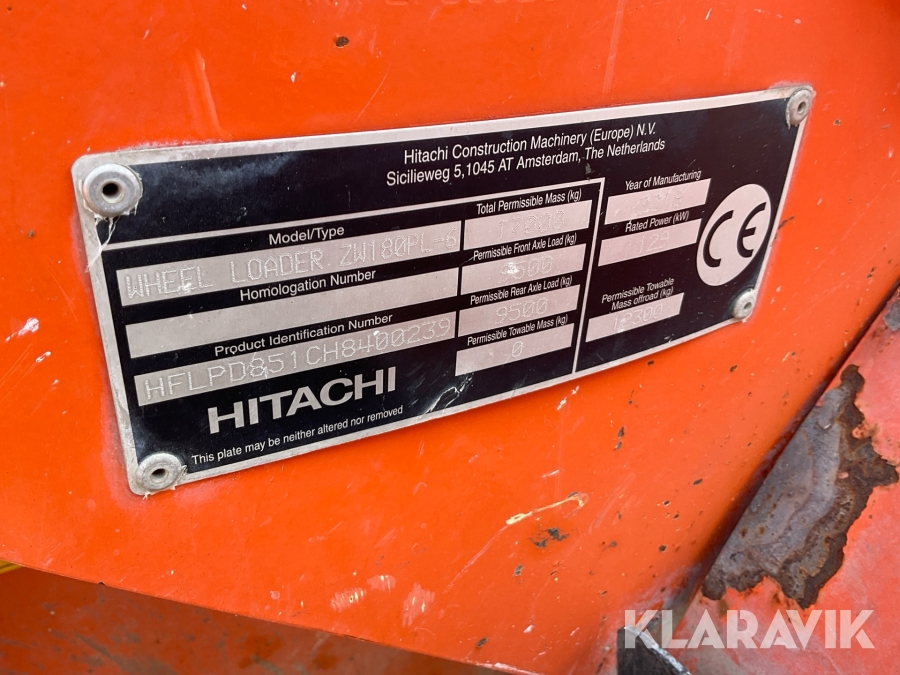 Hitachi Construction Machinery (Europe) N.V.
Sicilieweg 5,1045 AT Amsterdam, The Netherlands
Model/Type
WHEEL LOADER ZW180PL-6
Homologation Number
Product Identification Number
HFLPD851CH8400239
HITACHI
This plate may be neither altered nor removed
Total Permissible Mass (kg)
17000
Permissible Front Axle Load (kg)
Permissible Rear Axle Load (kg)
9500
Permissible Towable Mass (kg)
0
Year of Manufacturing
Rated Power (kW)
129
Permissible Towable
Mass offroad (kg)
CE
KLARAVIK